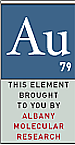 Au
79
THIS ELEMENT
BROUGHT
TO YOU BY
ALBANY
MOLECULAR
RESEARCH